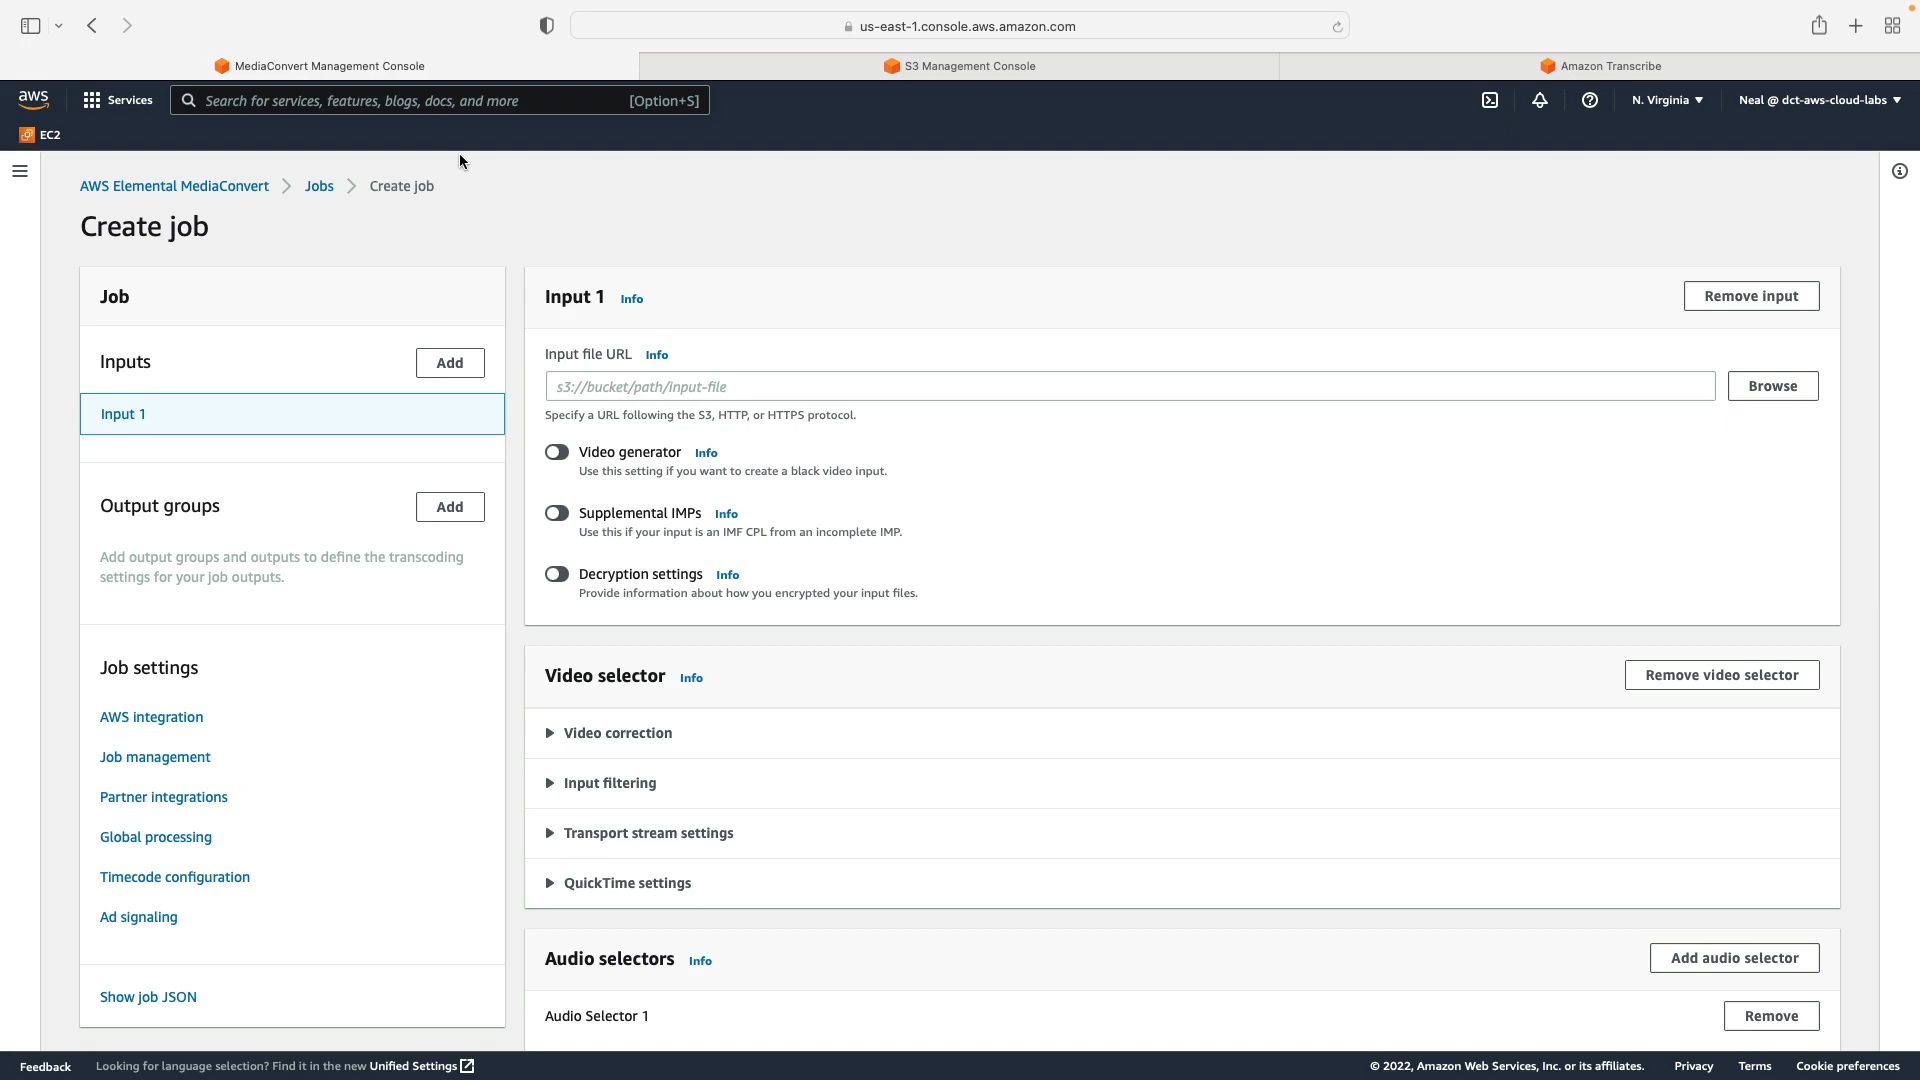 us-east-1.console.aws.amazon.com
MediaConvert Management Console
S3 Management Console
Amazon Transcribe
aws
Services
Search for services, features, blogs, docs, and more
[Option+S]
N. Virginia
Neal @ dct-aws-cloud-labs
EC2
AWS Elemental MediaConvert
Jobs
Create job
Create job
Job
Inputs
Add
Input 1
Output groups
Add
Add output groups and outputs to define the transcoding
settings for your job outputs.
Job settings
AWS integration
Job management
Partner integrations
Global processing
Timecode configuration
Ad signaling
Show job JSON
Input 1 Info
Remove input
Input file URL Info
s3://bucket/path/input-file
Browse
Specify a URL following the S3, HTTP, or HTTPS protocol.
Video generator Info
Use this setting if you want to create a black video input.
Supplemental IMPs Info
Use this if your input is an IMF CPL from an incomplete IMP.
Decryption settings Info
Provide information about how you encrypted your input files.
Video selector Info
Remove video selector
Video correction
Input filtering
Transport stream settings
QuickTime settings
Audio selectors Info
Add audio selector
Audio Selector 1
Remove
Feedback
Looking for language selection? Find it in the new Unified Settings
© 2022, Amazon Web Services, Inc. or its affiliates.
Privacy
Terms
Cookie preferences